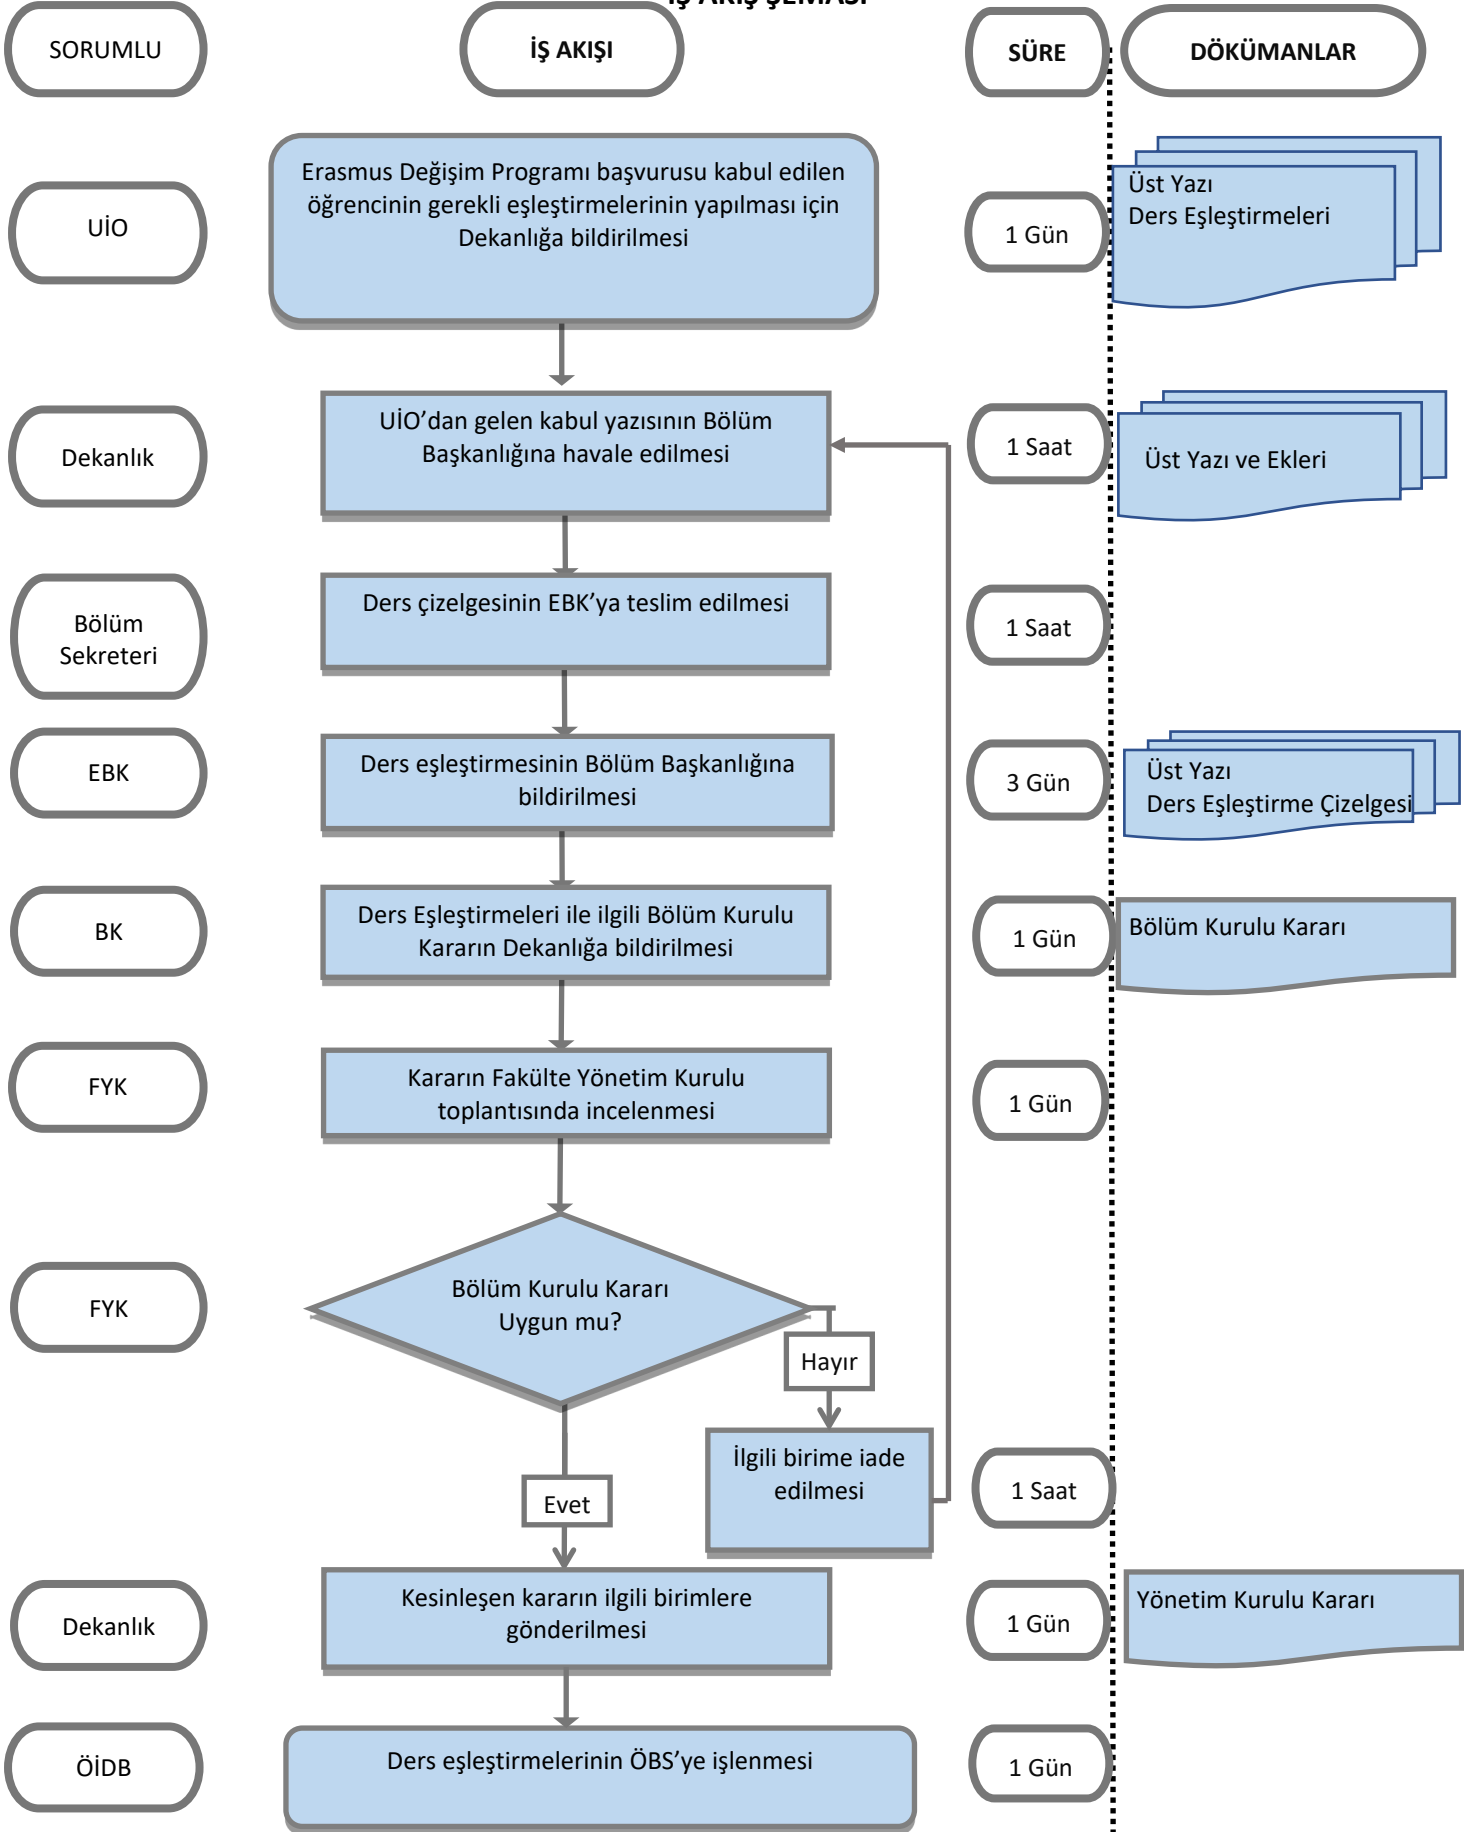 İŞ AKIŞ ŞEMASI
SORUMLU
İŞ AKIŞI
SÜRE
DÖKÜMANLAR
UİO
Erasmus Değişim Programı başvurusu kabul edilen
öğrencinin gerekli eşleştirmelerinin yapılması için
Dekanlığa bildirilmesi
1 Gün
Üst Yazı
Ders Eşleştirmeleri
Dekanlık
UİO’dan gelen kabul yazısının Bölüm
Başkanlığına havale edilmesi
1 Saat
Üst Yazı ve Ekleri
Bölüm
Sekreteri
Ders çizelgesinin EBK’ya teslim edilmesi
1 Saat
EBK
Ders eşleştirmesinin Bölüm Başkanlığına
bildirilmesi
3 Gün
Üst Yazı
Ders Eşleştirme Çizelgesi
BK
Ders Eşleştirmeleri ile ilgili Bölüm Kurulu
Kararın Dekanlığa bildirilmesi
1 Gün
Bölüm Kurulu Kararı
FYK
Kararın Fakülte Yönetim Kurulu
toplantısında incelenmesi
1 Gün
FYK
Bölüm Kurulu Kararı
Uygun mu?
Hayır
İlgili birime iade
edilmesi
1 Saat
Evet
Dekanlık
Kesinleşen kararın ilgili birimlere
gönderilmesi
1 Gün
Yönetim Kurulu Kararı
ÖİDB
Ders eşleştirmelerinin ÖBS’ye işlenmesi
1 Gün